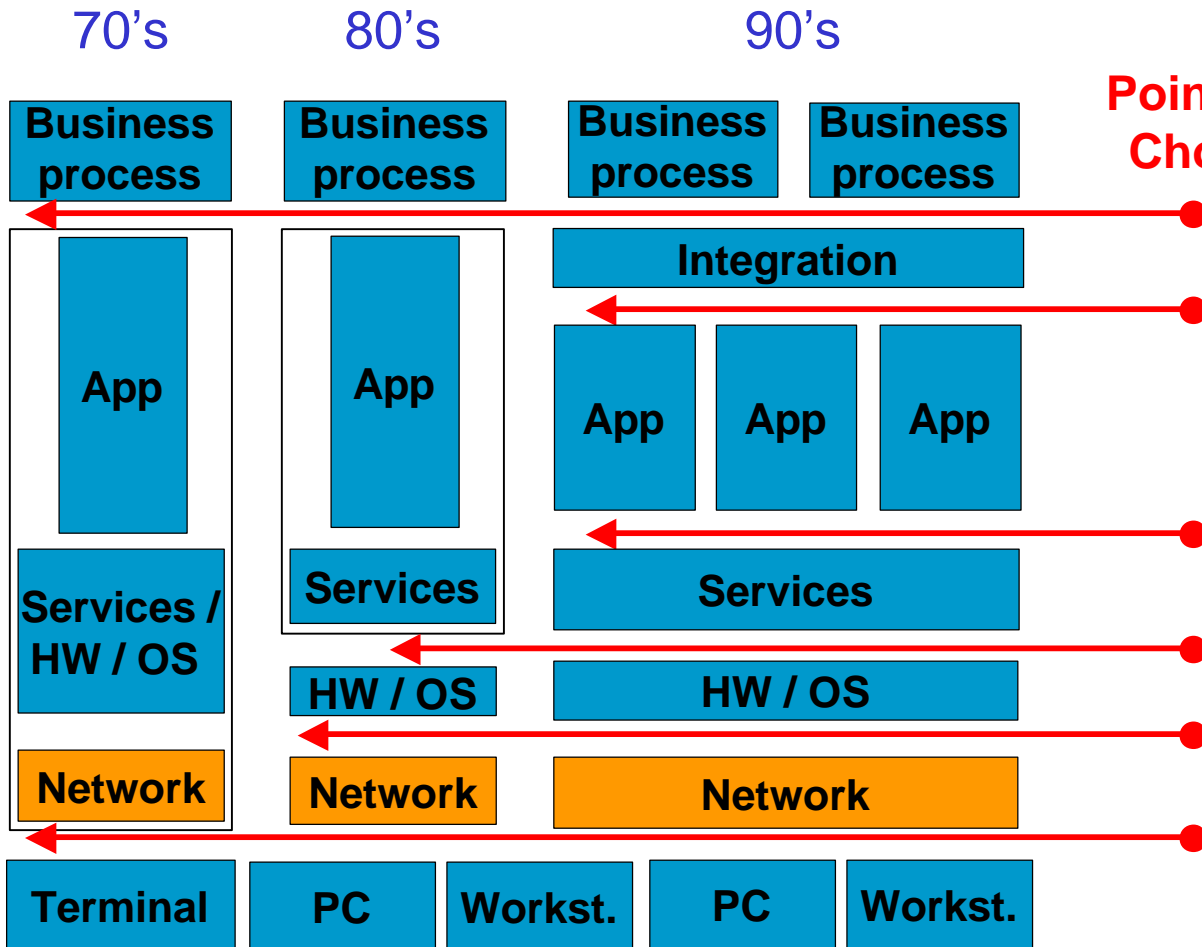 70's
80's
90's
Business
process
Business
process
Business
process
Business
process
Integration
App
App
App
App
App
Services /
HW / OS
Services
Services
HW / OS
HW / OS
Network
Network
Network
Terminal
PC
Workst.
PC
Workst.